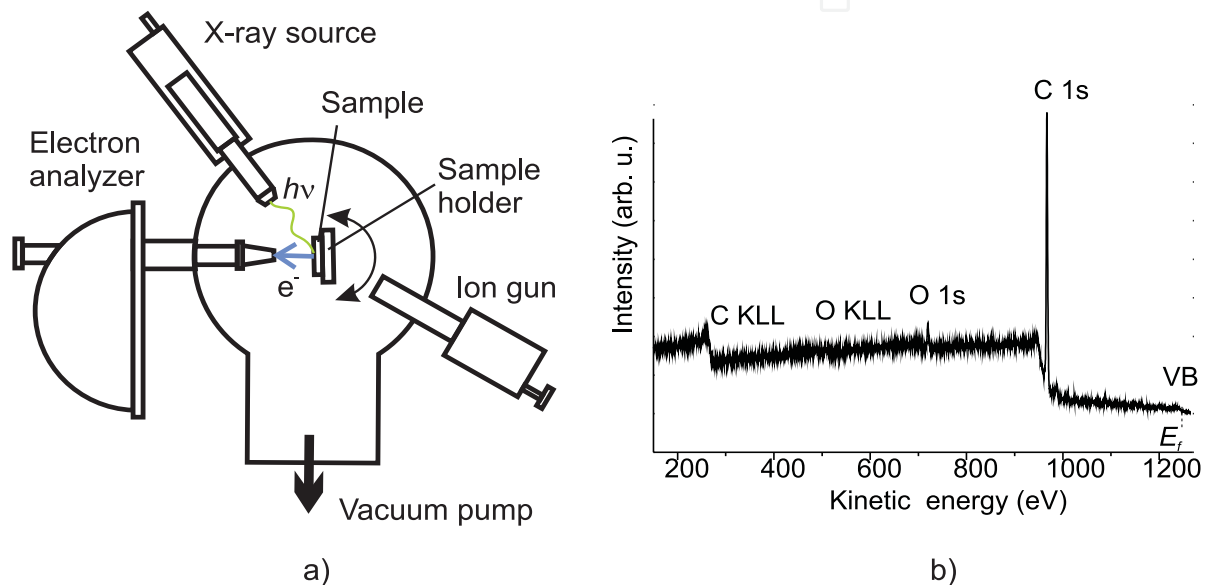 X-ray source
Sample
Electron
analyzer
Sample
holder
hν
e⁻
Ion gun
Vacuum pump
a)
C 1s
Intensity (arb. u.)
C KLL
O KLL
O 1s
VB
E_f
200 400 600 800 1000 1200
Kinetic energy (eV)
b)